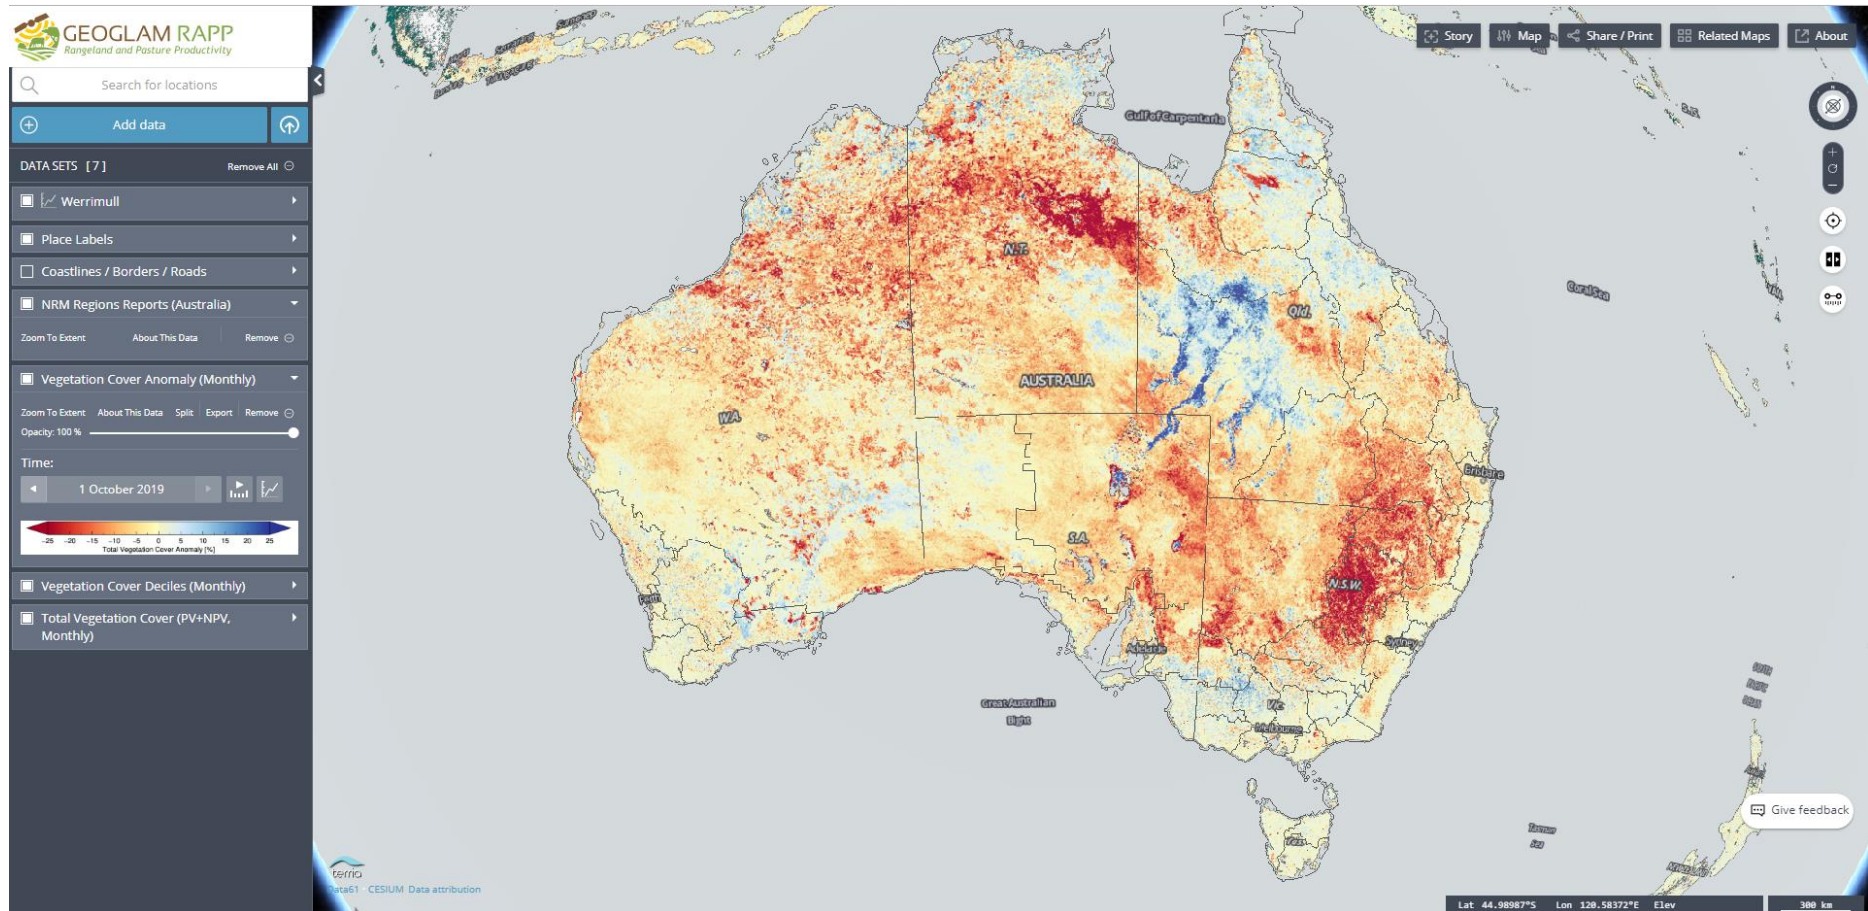 GEOGLAM RAPP
Rangeland and Pasture Productivity
Search for locations
Add data
DATA SETS [7]
Remove All
Werrimull
Place Labels
Coastlines / Borders / Roads
NRM Regions Reports (Australia)
Zoom To Extent About This Data Remove
Vegetation Cover Anomaly (Monthly)
Zoom To Extent About This Data Split Export Remove
Opacity: 100 %
Time:
1 October 2019
-25 -20 -15 -10 -5 0 5 10 15 20 25
Total Vegetation Cover Anomaly [%]
Vegetation Cover Deciles (Monthly)
Total Vegetation Cover (PV+NPV,
Monthly)
Story Map Share / Print Related Maps About
Gulf of Carpentaria
N.T.
Coral Sea
Qld.
AUSTRALIA
W.A.
Brisbane
S.A.
N.S.W.
Perth
Sydney
Adelaide
Great Australian
Bight
Vic.
Melbourne
Tas.
Tasman
Sea
Give feedback
terria
Data61 CESIUM Data attribution
Lat 44.98987°S Lon 120.58372°E Elev
300 km